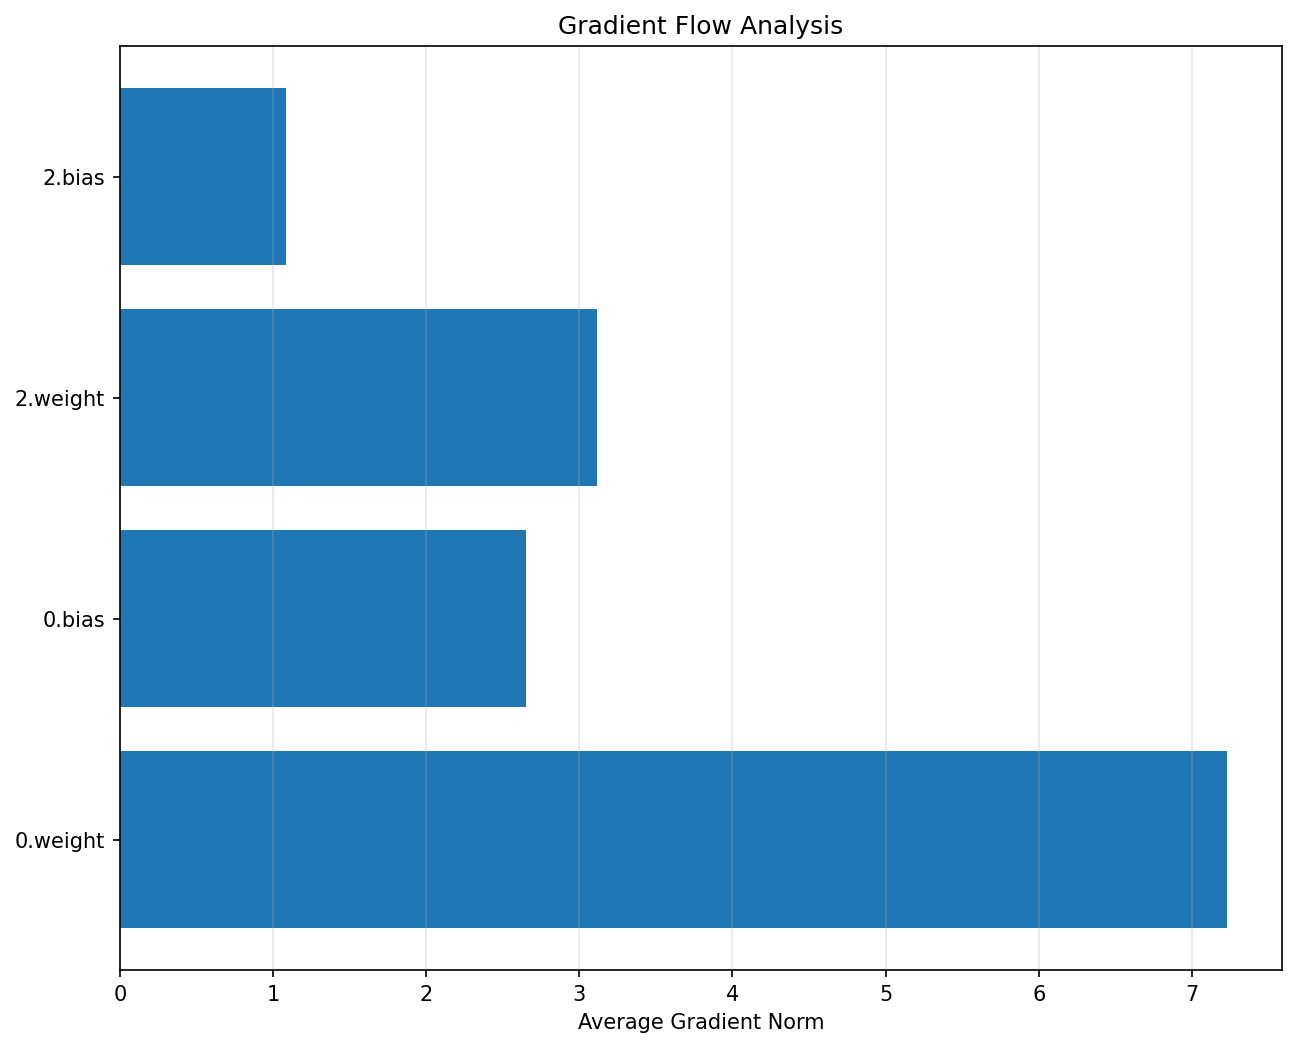 Gradient Flow Analysis
2.bias
2.weight
0.bias
0.weight
0 1 2 3 4 5 6 7
Average Gradient Norm